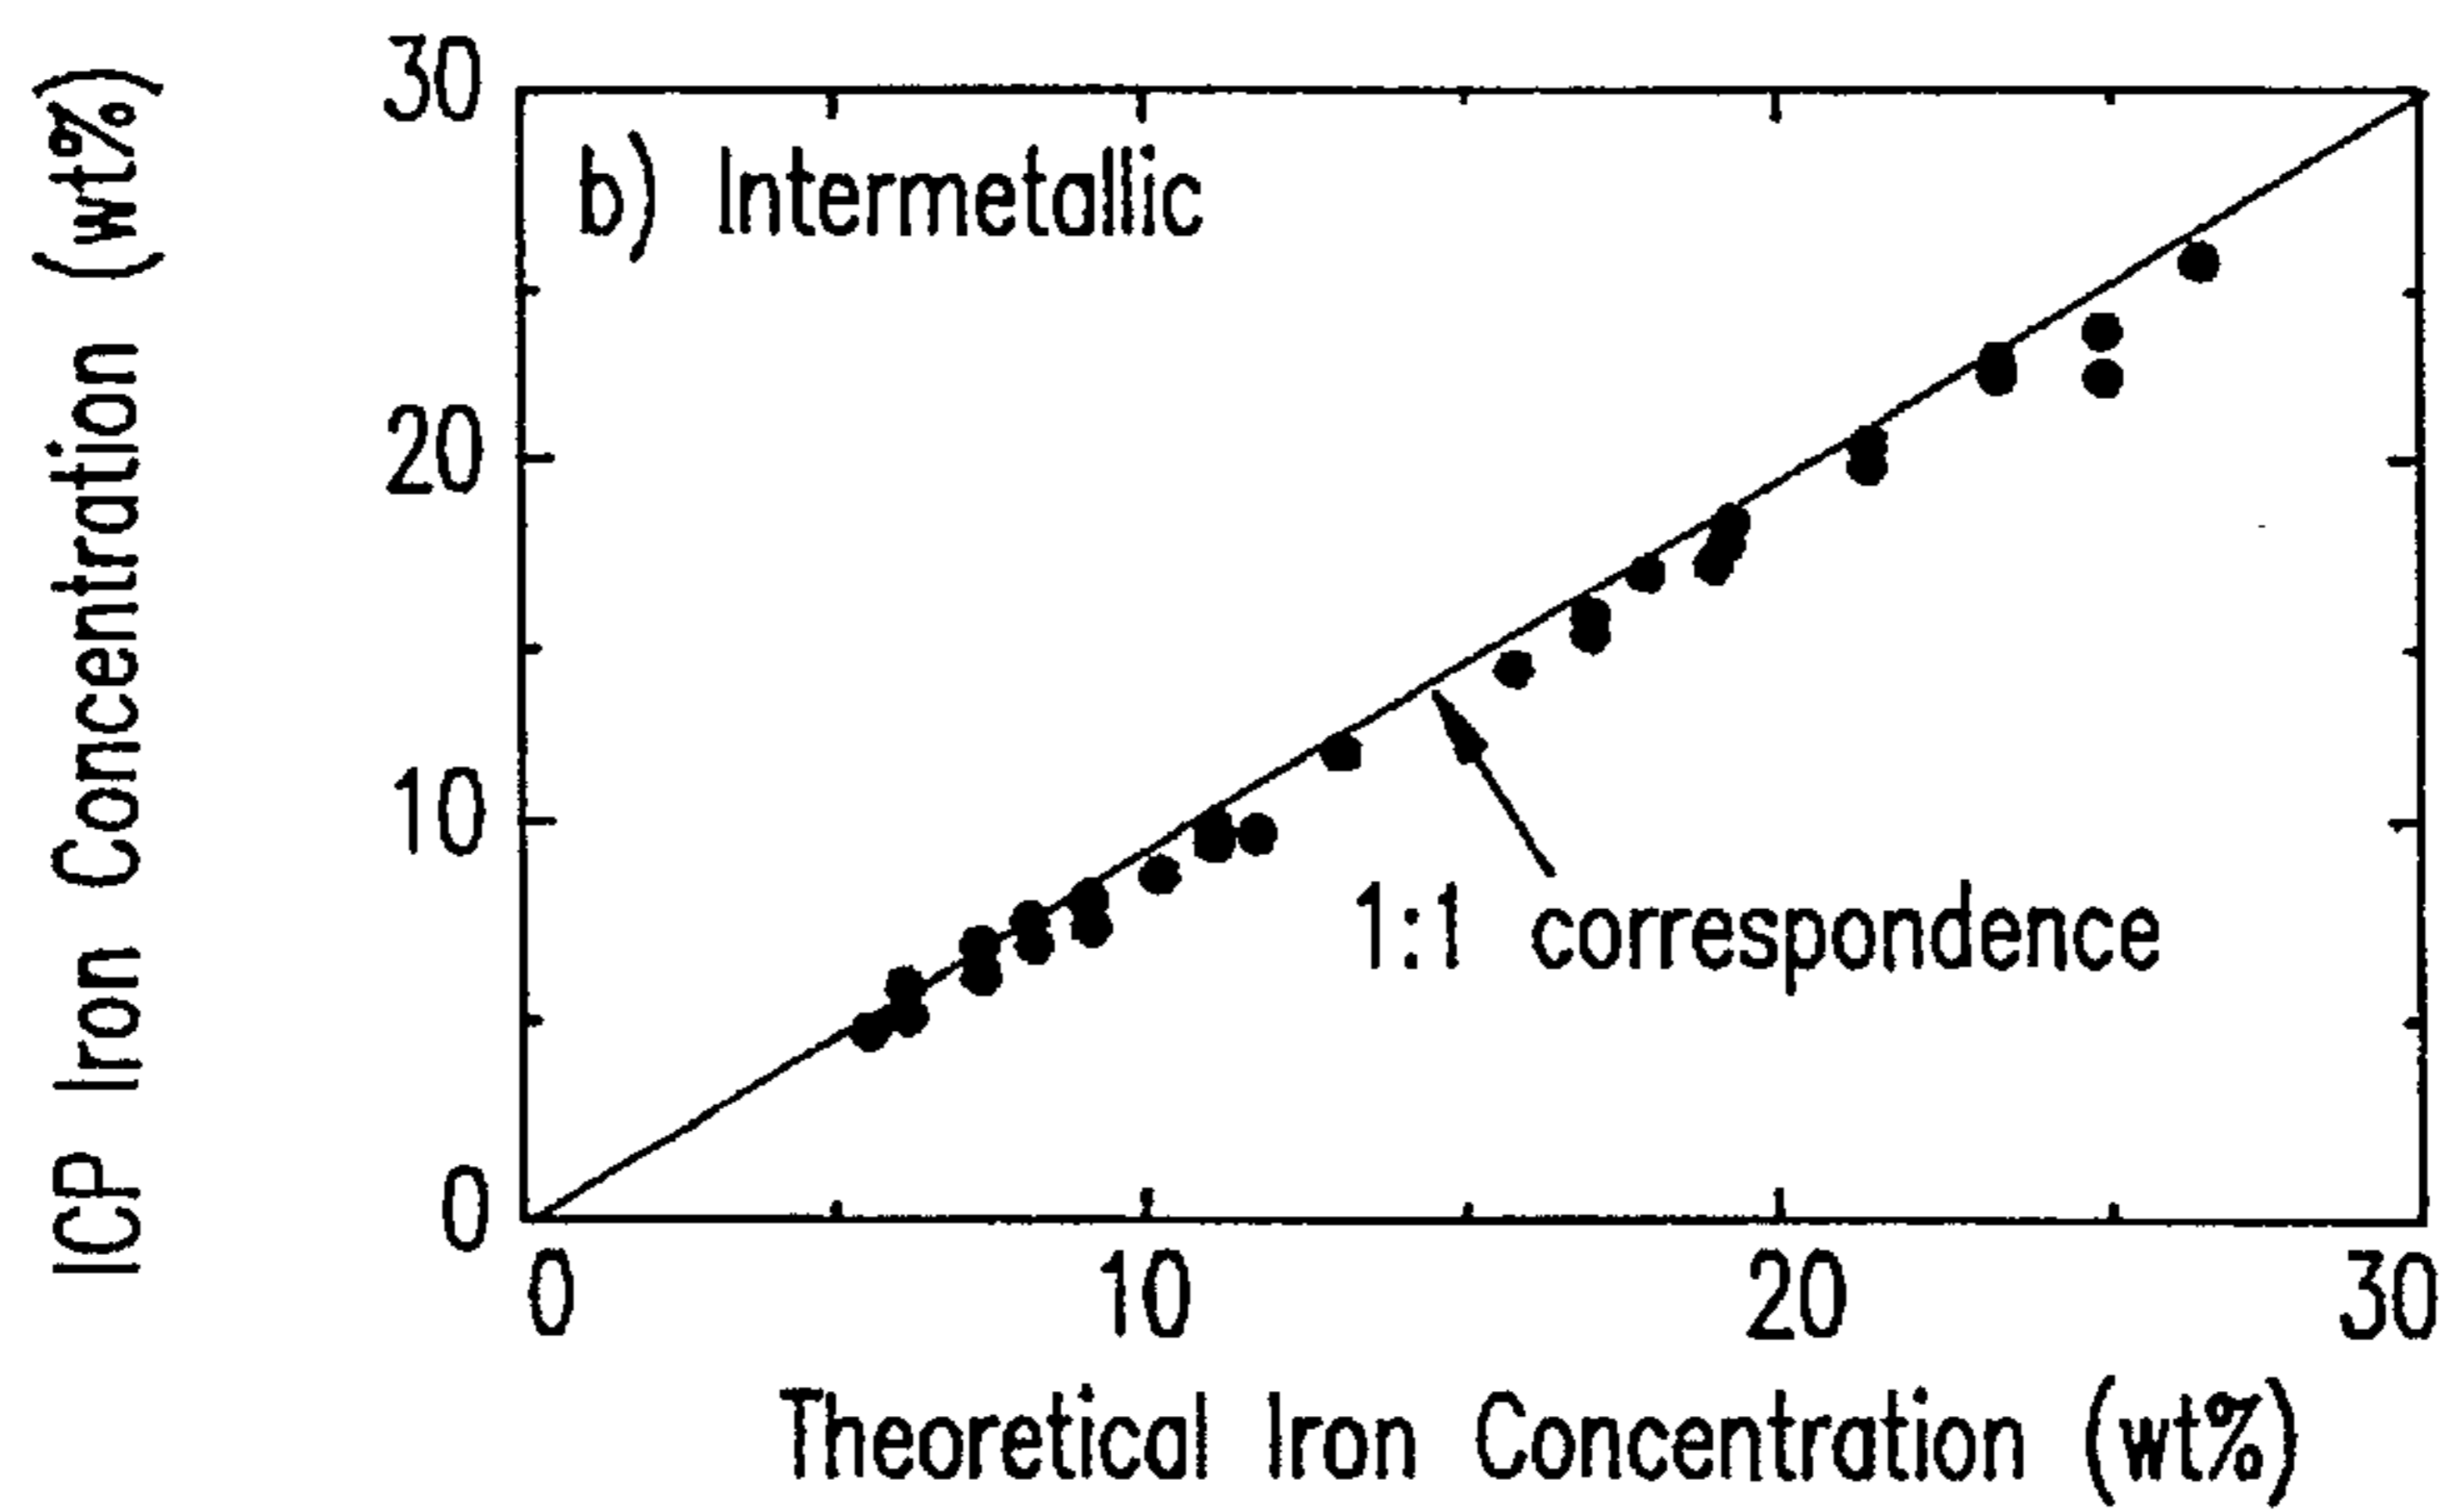 ICP Iron Concentration (wt%)
30
20
10
0
b) Intermetallic
1:1 correspondence
0 10 20 30
Theoretical Iron Concentration (wt%)